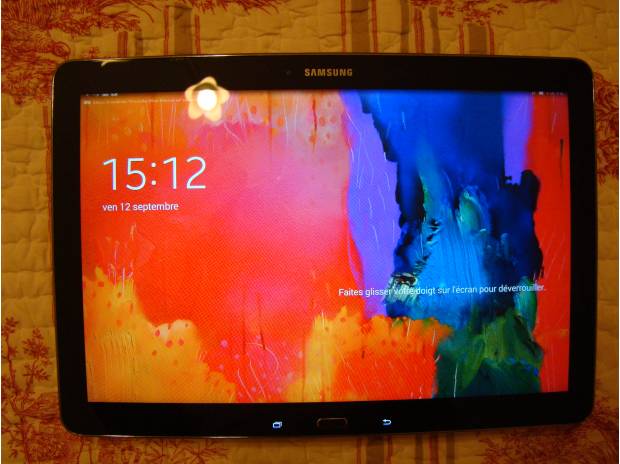 SAMSUNG
15:12
ven 12 septembre
Faites glisser votre doigt sur l'écran pour déverrouiller.